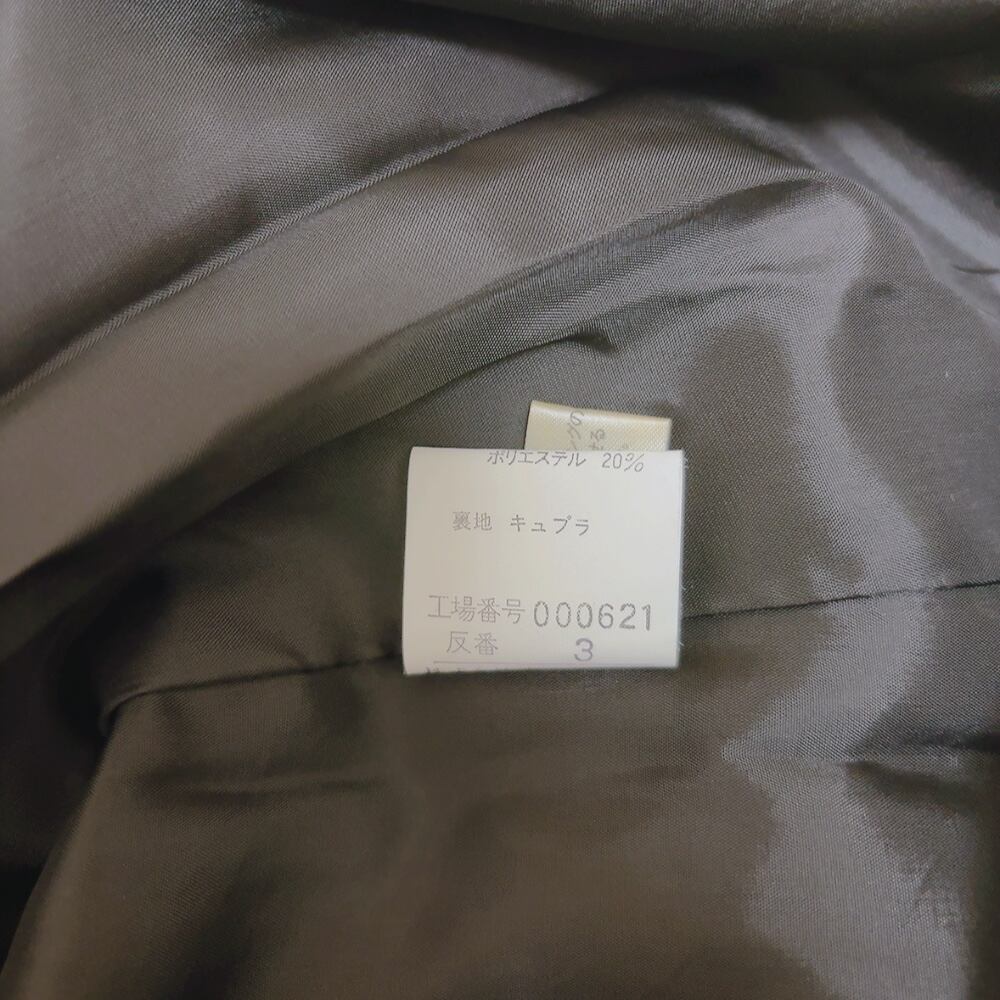 ポリエステル 20%
裏地 キュプラ
工場番号 000621
反番 3